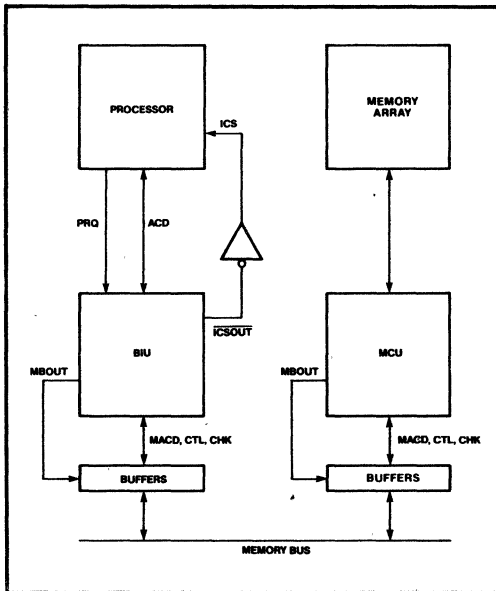 PROCESSOR
MEMORY
ARRAY
ICS
PRQ
ACD
ICSOUT
BIU
MCU
MBOUT
MBOUT
MACD, CTL, CHK
MACD, CTL, CHK
BUFFERS
BUFFERS
MEMORY BUS